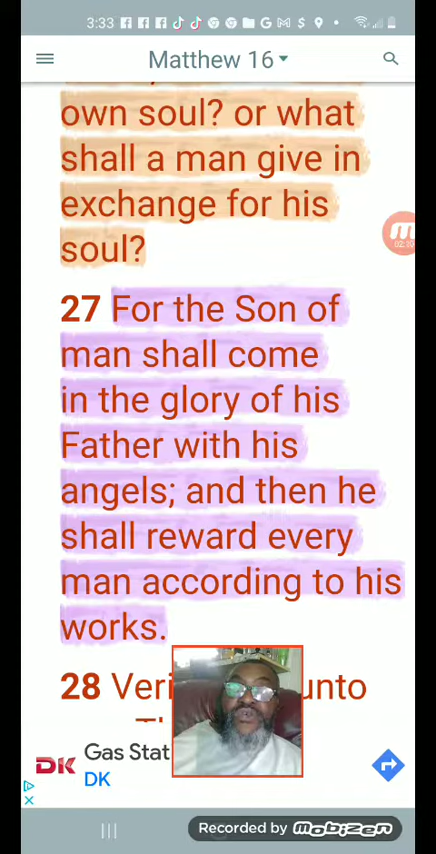 3:33
Matthew 16
own soul? or what
shall a man give in
exchange for his
soul?
02:10
27 For the Son of
man shall come
in the glory of his
Father with his
angels; and then he
shall reward every
man according to his
works.
28 unto
DK Gas Stat
DK
Recorded by mobizen